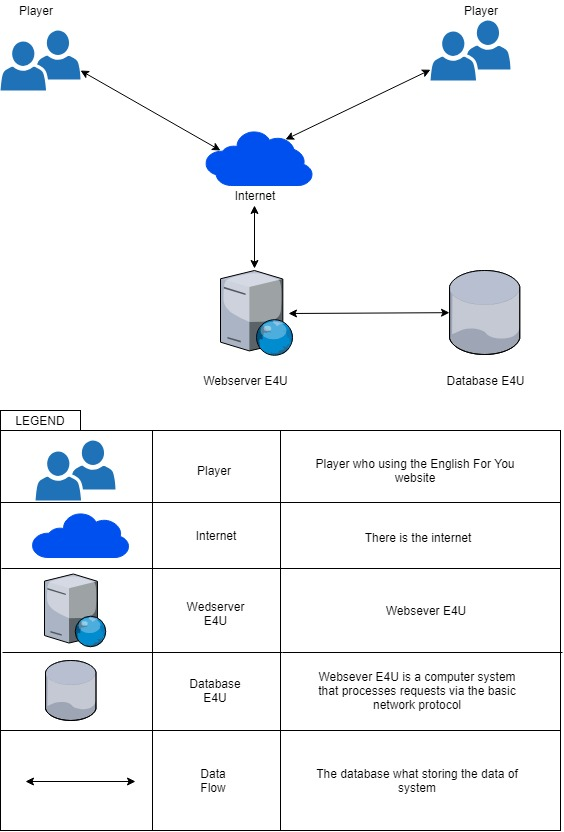 Player
Player
Internet
Webserver E4U
Database E4U
LEGEND
Player
Player who using the English For You
website
Internet
There is the internet
Wedserver
E4U
Websever E4U
Database
E4U
Websever E4U is a computer system
that processes requests via the basic
network protocol
Data
Flow
The database what storing the data of
system